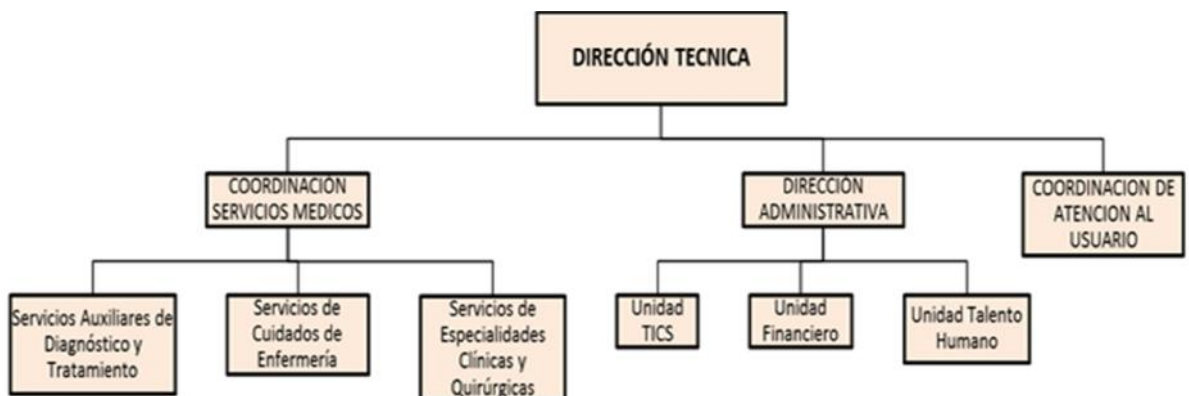 DIRECCIÓN TECNICA
COORDINACIÓN
SERVICIOS MEDICOS
DIRECCIÓN
ADMINISTRATIVA
COORDINACION DE
ATENCION AL
USUARIO
Servicios Auxiliares de
Diagnóstico y
Tratamiento
Servicios de
Cuidados de
Enfermería
Servicios de
Especialidades
Clínicas y
Quirúrgicas
Unidad
TICS
Unidad
Financiero
Unidad Talento
Humano